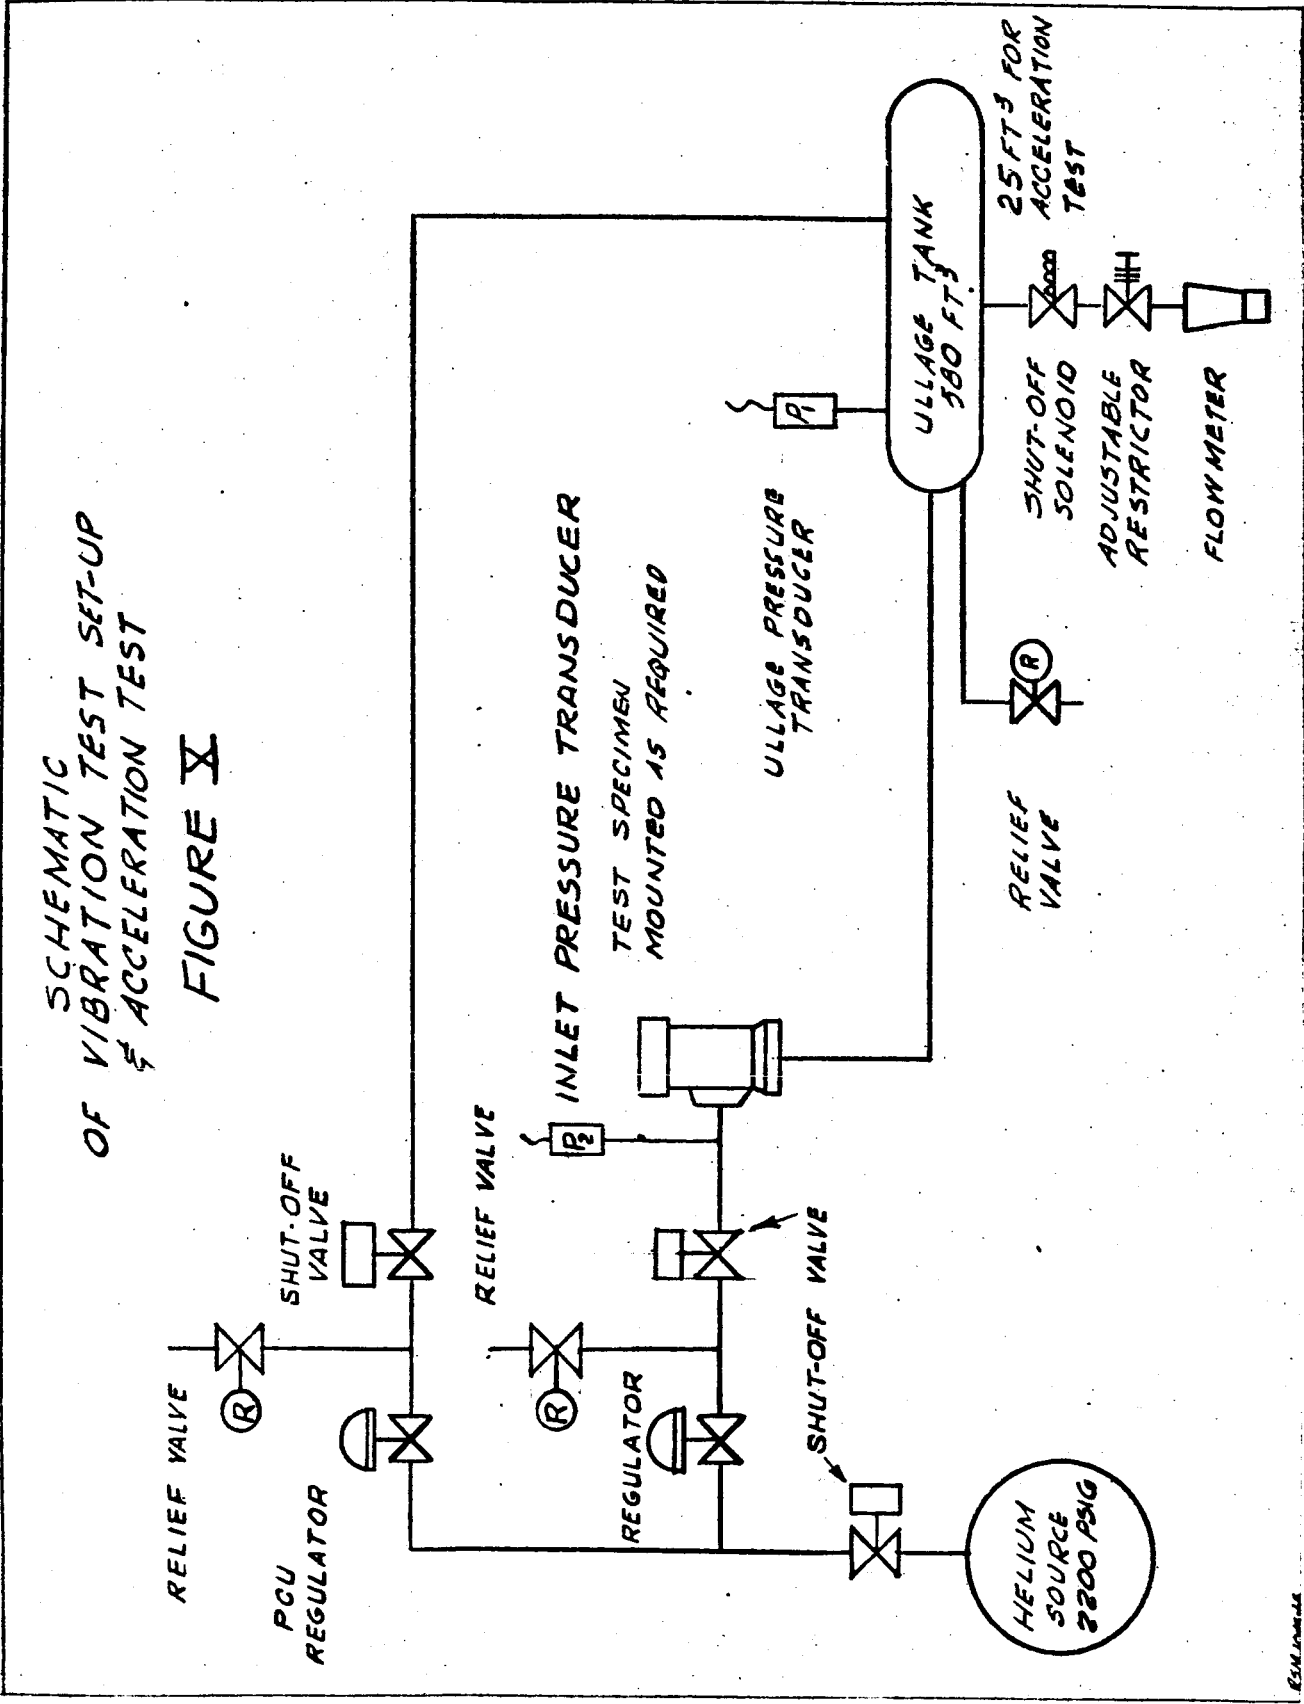 SCHEMATIC
OF VIBRATION TEST SET-UP
& ACCELERATION TEST
FIGURE X
RELIEF VALVE
PCU
REGULATOR
SHUT-OFF
VALVE
R
RELIEF VALVE
R
REGULATOR
P2
INLET PRESSURE TRANSDUCER
TEST SPECIMEN
MOUNTED AS REQUIRED
SHUT-OFF VALVE
HELIUM
SOURCE
2200 PSIG
ULLAGE PRESSURE
TRANSDUCER
P1
ULLAGE TANK
580 FT3
25 FT3 FOR
ACCELERATION
TEST
RELIEF
VALVE
R
SHUT-OFF
SOLENOID
ADJUSTABLE
RESTRICTOR
FLOWMETER